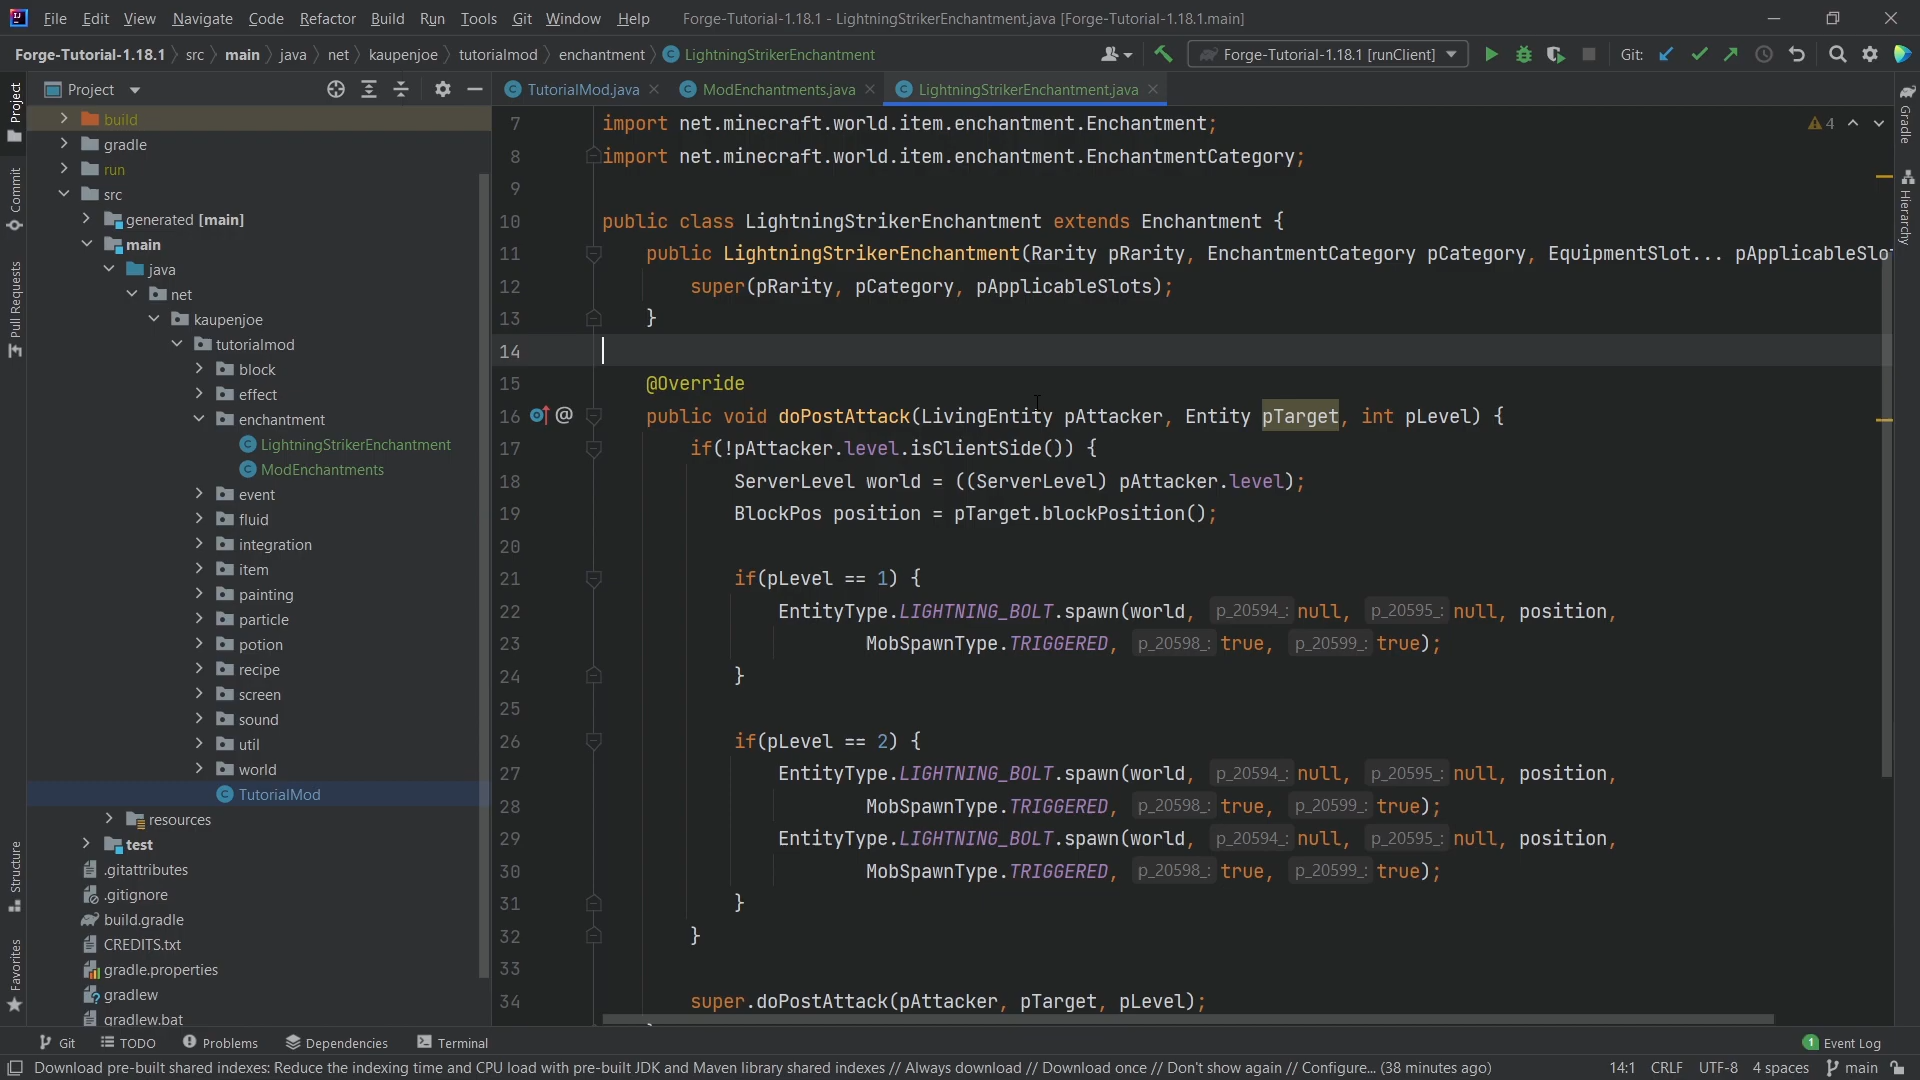 File Edit View Navigate Code Refactor Build Run Tools Git Window Help Forge-Tutorial-1.18.1 - LightningStrikerEnchantment.java [Forge-Tutorial-1.18.1.main]
Forge-Tutorial-1.18.1 src main java net kaupenjoe tutorialmod enchantment LightningStrikerEnchantment Forge-Tutorial-1.18.1 [runClient] Git:
Project TutorialMod.java ModEnchantments.java LightningStrikerEnchantment.java
Project
Commit
Pull Requests
Structure
Favorites
build
gradle
run
src
generated [main]
main
java
net
kaupenjoe
tutorialmod
block
effect
enchantment
LightningStrikerEnchantment
ModEnchantments
event
fluid
integration
item
painting
particle
potion
recipe
screen
sound
util
world
TutorialMod
resources
test
.gitattributes
.gitignore
build.gradle
CREDITS.txt
gradle.properties
gradlew
gradlew.bat
7 import net.minecraft.world.item.enchantment.Enchantment;
8 import net.minecraft.world.item.enchantment.EnchantmentCategory;
9
10 public class LightningStrikerEnchantment extends Enchantment {
11 public LightningStrikerEnchantment(Rarity pRarity, EnchantmentCategory pCategory, EquipmentSlot... pApplicableSlo
12 super(pRarity, pCategory, pApplicableSlots);
13 }
14
15 @Override
16 @ public void doPostAttack(LivingEntity pAttacker, Entity pTarget, int pLevel) {
17 if(!pAttacker.level.isClientSide()) {
18 ServerLevel world = ((ServerLevel) pAttacker.level);
19 BlockPos position = pTarget.blockPosition();
20
21 if(pLevel == 1) {
22 EntityType.LIGHTNING_BOLT.spawn(world, p_20594_: null, p_20595_: null, position,
23 MobSpawnType.TRIGGERED, p_20598_: true, p_20599_: true);
24 }
25
26 if(pLevel == 2) {
27 EntityType.LIGHTNING_BOLT.spawn(world, p_20594_: null, p_20595_: null, position,
28 MobSpawnType.TRIGGERED, p_20598_: true, p_20599_: true);
29 EntityType.LIGHTNING_BOLT.spawn(world, p_20594_: null, p_20595_: null, position,
30 MobSpawnType.TRIGGERED, p_20598_: true, p_20599_: true);
31 }
32 }
33
34 super.doPostAttack(pAttacker, pTarget, pLevel);
4
Gradle
Hierarchy
Git TODO Problems Dependencies Terminal 1 Event Log
Download pre-built shared indexes: Reduce the indexing time and CPU load with pre-built JDK and Maven library shared indexes // Always download // Download once // Don't show again // Configure... (38 minutes ago) 14:1 CRLF UTF-8 4 spaces main